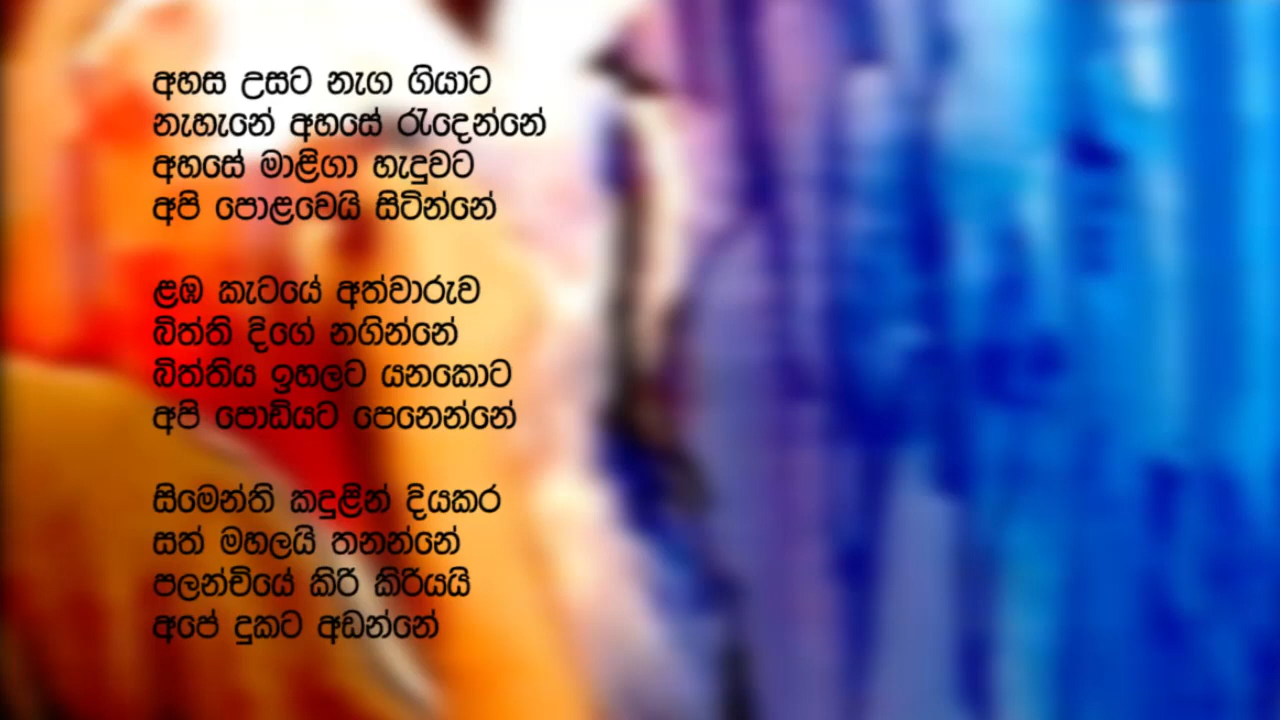 අහස උසට නැග ගියාට
නැහැනේ අහසේ රැඳෙන්නේ
අහසේ මාළිගා හැදුවට
අපි පොළවෙයි සිටින්නේ
ළඹ කැටයේ අත්වාරුව
බිත්ති දිගේ නගින්නේ
බිත්තිය ඉහලට යනකොට
අපි පොඩියට පෙනෙන්නේ
සිමෙන්ති කඳුළින් දියකර
සත් මහලයි තනන්නේ
පලන්චියේ කිරි කිරියයි
අපේ දුකට අඩන්නේ